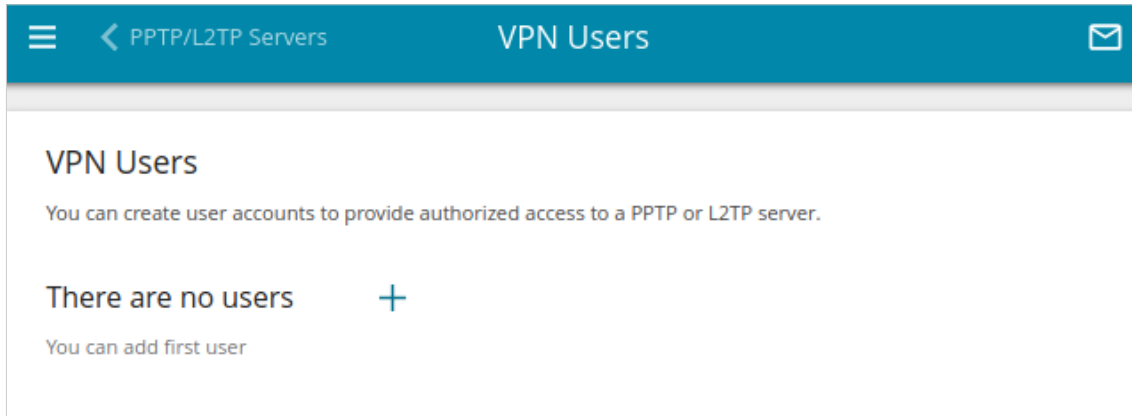 PPTP/L2TP Servers
VPN Users
VPN Users
You can create user accounts to provide authorized access to a PPTP or L2TP server.
There are no users
You can add first user